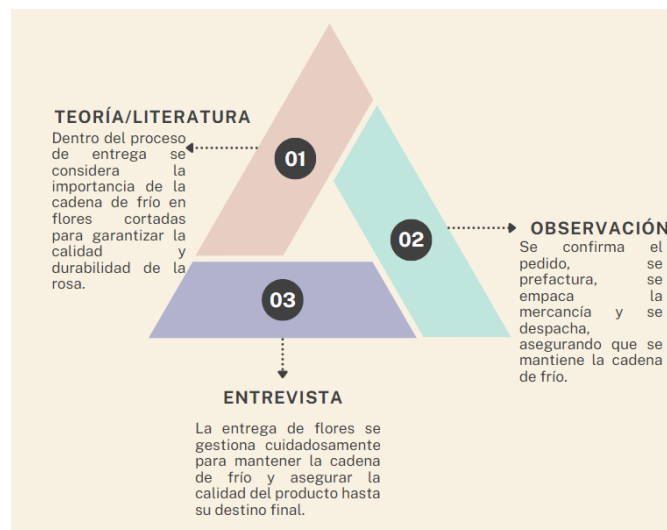 01
TEORÍA/LITERATURA
Dentro del proceso
de entrega se
considera la
importancia de la
cadena de frío en
flores cortadas
para garantizar la
calidad y
durabilidad de la
rosa.
02
OBSERVACIÓN
Se confirma el
pedido, se
prefactura, se
empaca la
mercancía y se
despacha,
asegurando que se
mantiene la cadena
de frío.
03
ENTREVISTA
La entrega de flores se
gestiona cuidadosamente
para mantener la cadena
de frío y asegurar la
calidad del producto hasta
su destino final.